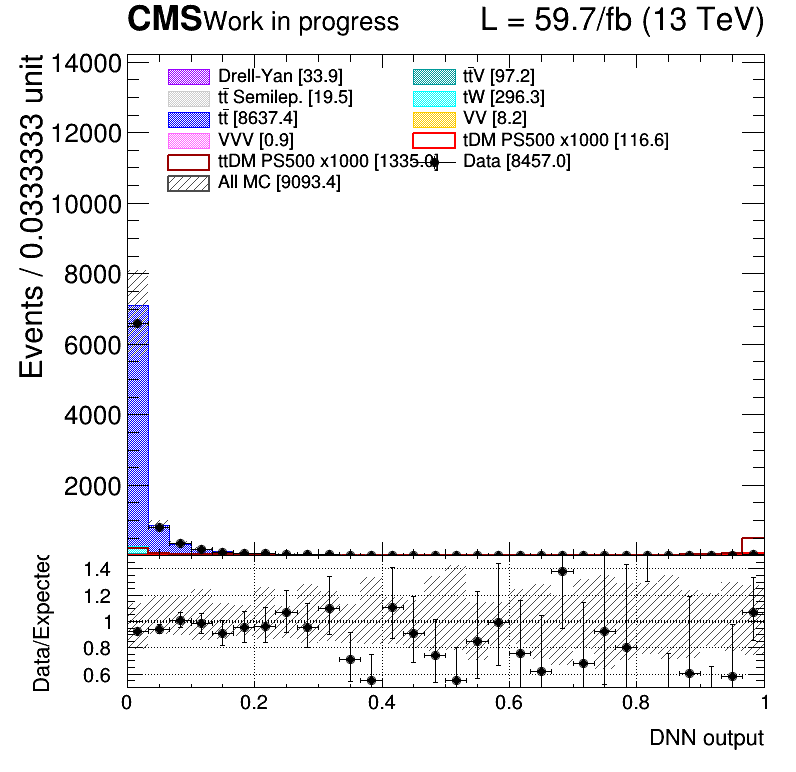 CMS Work in progress L = 59.7/fb (13 TeV)
Events / 0.0333333 unit
14000
12000
10000
8000
6000
4000
2000
Drell-Yan [33.9] tt̄V [97.2]
tt̄ Semilep. [19.5] tW [296.3]
tt̄ [8637.4] VV [8.2]
VVV [0.9] tDM PS500 x1000 [116.6]
ttDM PS500 x1000 [1335.0] Data [8457.0]
All MC [9093.4]
Data/Expected
1.4
1.2
1
0.8
0.6
0 0.2 0.4 0.6 0.8 1
DNN output